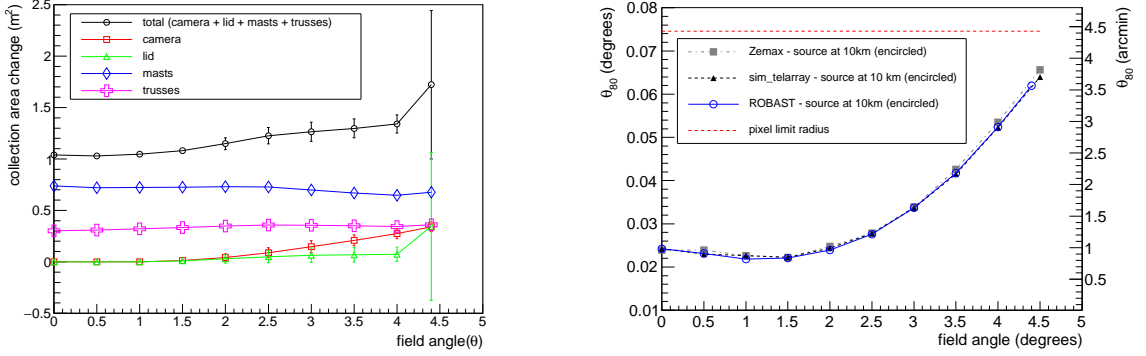 collection area change (m²)
2.5
2
1.5
1
0.5
0
−0.5
total (camera + lid + masts + trusses)
camera
lid
masts
trusses
0 0.5 1 1.5 2 2.5 3 3.5 4 4.5 5
field angle(θ)
θ80 (degrees)
0.08
0.07
0.06
0.05
0.04
0.03
0.02
0.01
Zemax - source at 10km (encircled)
sim_telarray - source at 10 km (encircled)
ROBAST - source at 10km (encircled)
pixel limit radius
0 0.5 1 1.5 2 2.5 3 3.5 4 4.5 5
field angle (degrees)
θ80 (arcmin)
4.5
4
3.5
3
2.5
2
1.5
1
0.5